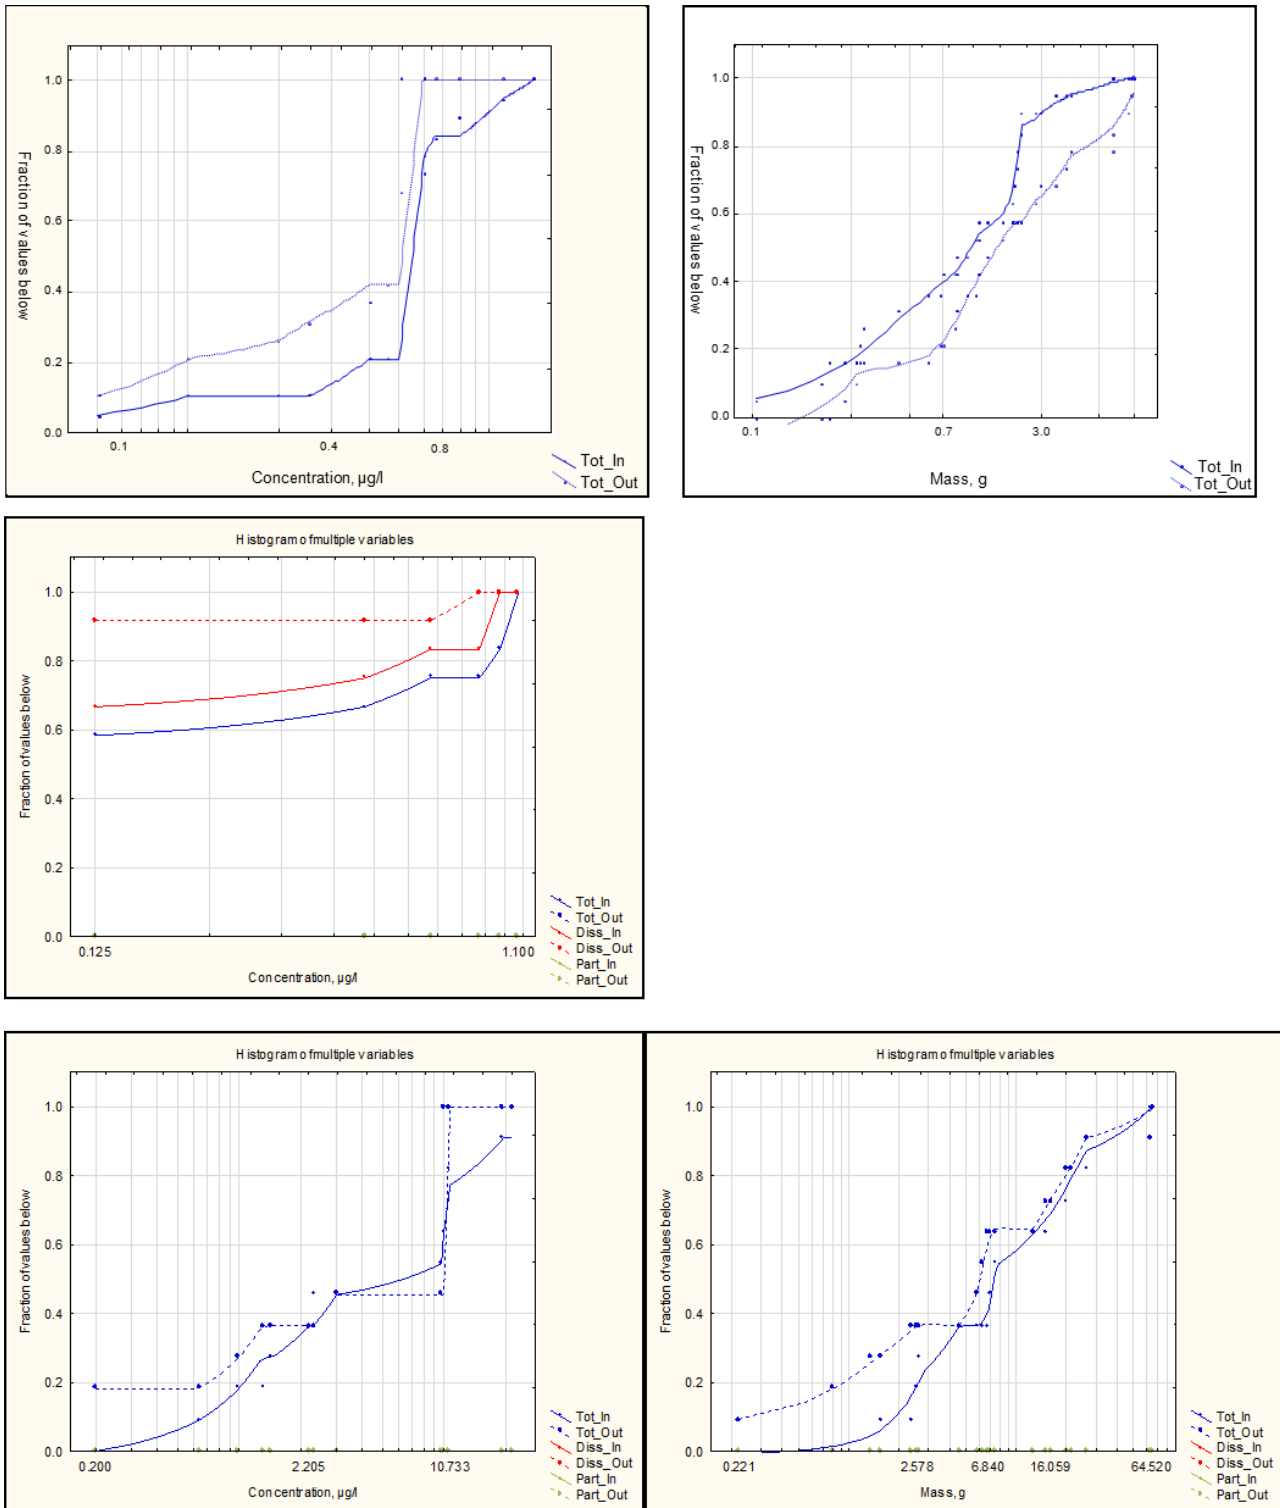 1.0
0.8
0.6
0.4
0.2
0.0
Fraction of values below
0.1
0.4
0.8
Concentration, µg/l
Tot_In
Tot_Out
1.0
0.8
0.6
0.4
0.2
0.0
Fraction of values below
0.1
0.7
3.0
Mass, g
Tot_In
Tot_Out
Histogram of multiple variables
1.0
0.8
0.6
0.4
0.2
0.0
Fraction of values below
0.125
1.100
Concentration, µg/l
Tot_In
Tot_Out
Diss_In
Diss_Out
Part_In
Part_Out
Histogram of multiple variables
1.0
0.8
0.6
0.4
0.2
0.0
Fraction of values below
0.200
2.205
10.733
Concentration, µg/l
Tot_In
Tot_Out
Diss_In
Diss_Out
Part_In
Part_Out
Histogram of multiple variables
1.0
0.8
0.6
0.4
0.2
0.0
Fraction of values below
0.221
2.578
6.840
16.059
64.520
Mass, g
Tot_In
Tot_Out
Diss_In
Diss_Out
Part_In
Part_Out